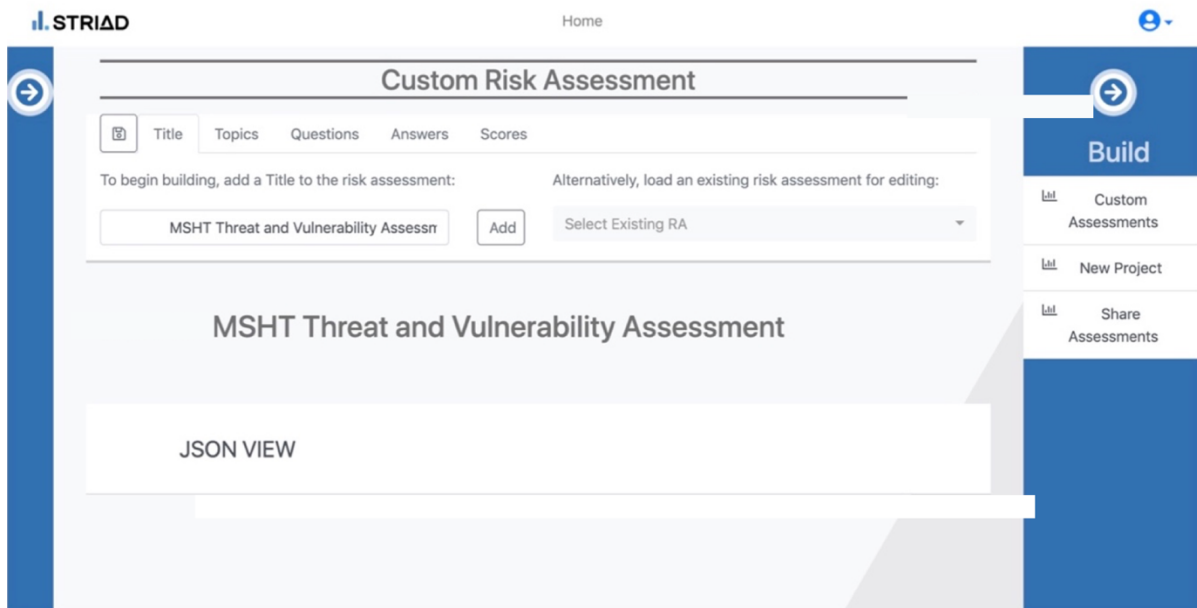 STRIAD
Home
Custom Risk Assessment
Title
Topics
Questions
Answers
Scores
To begin building, add a Title to the risk assessment:
Alternatively, load an existing risk assessment for editing:
MSHT Threat and Vulnerability Assessm
Add
Select Existing RA
MSHT Threat and Vulnerability Assessment
JSON VIEW
Build
Custom
Assessments
New Project
Share
Assessments